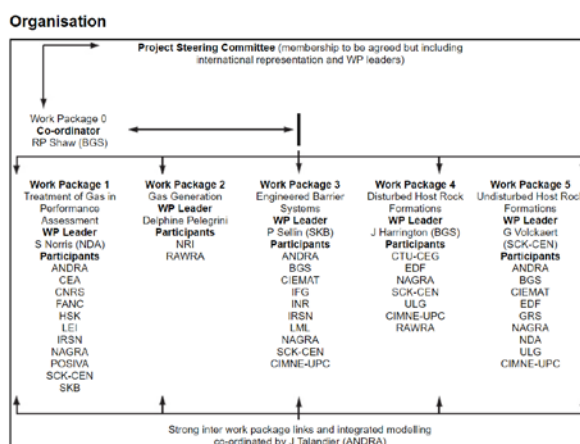 Organisation
Project Steering Committee (membership to be agreed but including
international representation and WP leaders)
Work Package 0
Co-ordinator
RP Shaw (BGS)
Work Package 1
Treatment of Gas in
Performance
Assessment
WP Leader
S Norris (NDA)
Participants
ANDRA
CEA
CNRS
FANC
HSK
LEI
IRSN
NAGRA
POSIVA
SCK-CEN
SKB
Work Package 2
Gas Generation
WP Leader
Delphine Pelegrini
Participants
NRI
RAWRA
Work Package 3
Engineered Barrier
Systems
WP Leader
P Sellin (SKB)
Participants
ANDRA
BGS
CIEMAT
IFG
INR
IRSN
LML
NAGRA
SCK-CEN
CIMNE-UPC
Work Package 4
Disturbed Host Rock
Formations
WP Leader
J Harrington (BGS)
Participants
CTU-CEG
EDF
NAGRA
SCK-CEN
ULG
CIMNE-UPC
RAWRA
Work Package 5
Undisturbed Host Rock
Formations
WP Leader
G Volckaert
(SCK-CEN)
Participants
ANDRA
BGS
CIEMAT
EDF
GRS
NAGRA
NDA
ULG
CIMNE-UPC
Strong inter work package links and integrated modelling
co-ordinated by J Talandier (ANDRA)